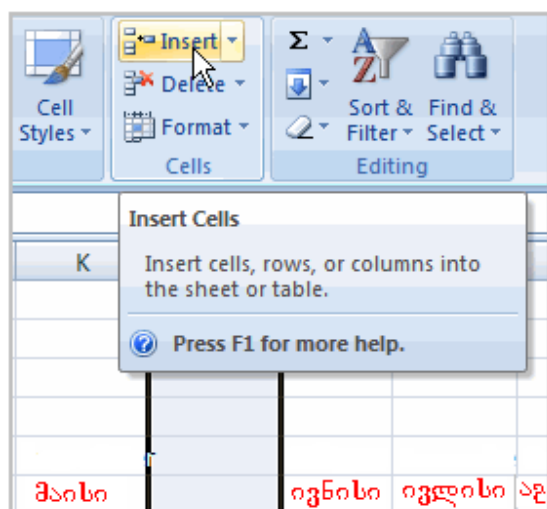 Insert
Delete
Format
Cells
Cell
Styles
Σ
Sort &
Filter
Find &
Select
Editing
Insert Cells
Insert cells, rows, or columns into
the sheet or table.
Press F1 for more help.
K
მაისი ივნისი ივლისი